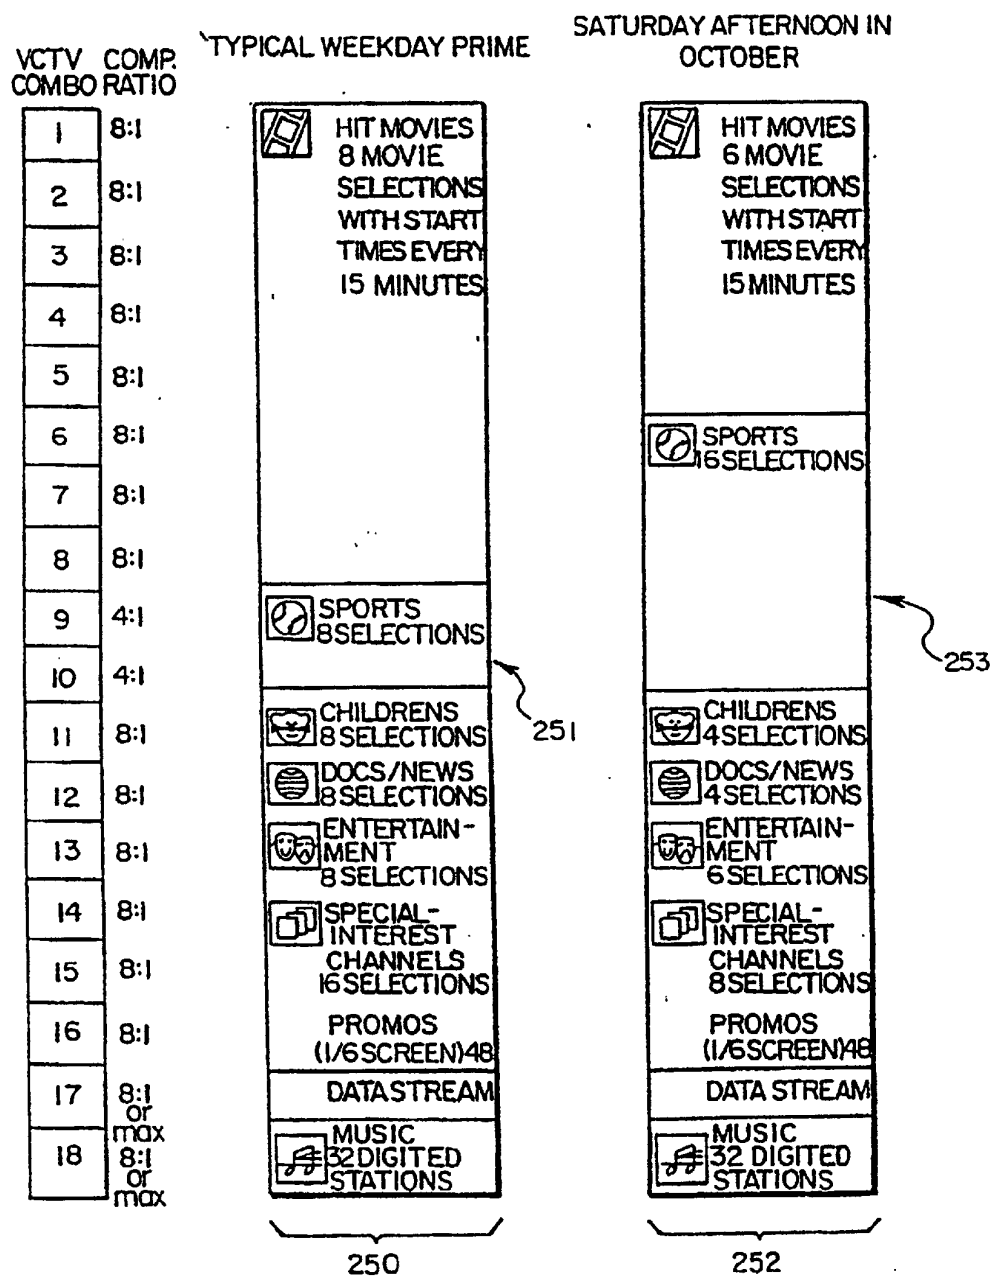 VCTV COMBO
COMP. RATIO
1 8:1
2 8:1
3 8:1
4 8:1
5 8:1
6 8:1
7 8:1
8 8:1
9 4:1
10 4:1
11 8:1
12 8:1
13 8:1
14 8:1
15 8:1
16 8:1
17 8:1 or max
18 8:1 or max
TYPICAL WEEKDAY PRIME
HIT MOVIES
8 MOVIE
SELECTIONS
WITH START
TIMES EVERY
15 MINUTES
SPORTS
8 SELECTIONS
251
CHILDRENS
8 SELECTIONS
DOCS/NEWS
8 SELECTIONS
ENTERTAIN-
MENT
8 SELECTIONS
SPECIAL-
INTEREST
CHANNELS
16 SELECTIONS
PROMOS
(1/6 SCREEN) 48
DATA STREAM
MUSIC
32 DIGITED
STATIONS
250
SATURDAY AFTERNOON IN
OCTOBER
HIT MOVIES
6 MOVIE
SELECTIONS
WITH START
TIMES EVERY
15 MINUTES
SPORTS
16 SELECTIONS
253
CHILDRENS
4 SELECTIONS
DOCS/NEWS
4 SELECTIONS
ENTERTAIN-
MENT
6 SELECTIONS
SPECIAL-
INTEREST
CHANNELS
8 SELECTIONS
PROMOS
(1/6 SCREEN) 48
DATA STREAM
MUSIC
32 DIGITED
STATIONS
252